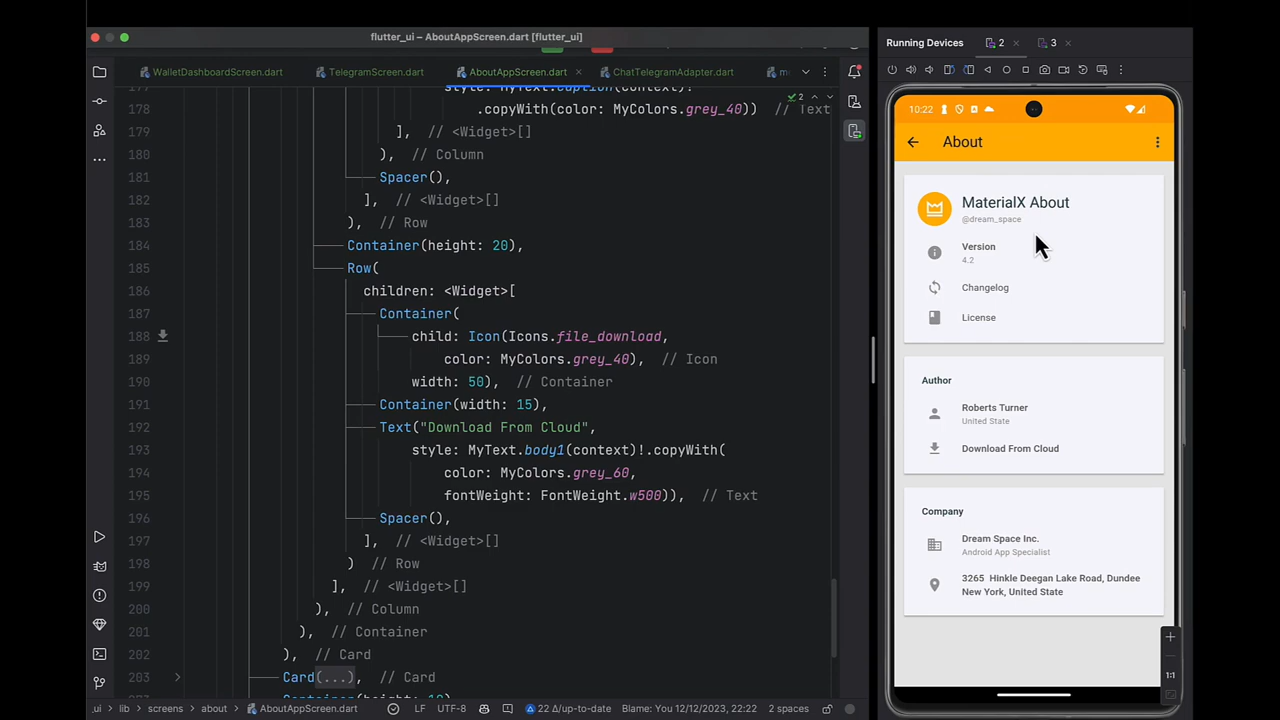 flutter_ui – AboutAppScreen.dart [flutter_ui]
WalletDashboardScreen.dart
TelegramScreen.dart
AboutAppScreen.dart
ChatTelegramAdapter.dart
2
178 .copyWith(color: MyColors.grey_40)) // Text
179 ], // <Widget>[]
180 ), // Column
181 Spacer(),
182 ], // <Widget>[]
183 ), // Row
184 Container(height: 20),
185 Row(
186 children: <Widget>[
187 Container(
188 child: Icon(Icons.file_download,
189 color: MyColors.grey_40), // Icon
190 width: 50), // Container
191 Container(width: 15),
192 Text("Download From Cloud",
193 style: MyText.body1(context)!.copyWith(
194 color: MyColors.grey_60,
195 fontWeight: FontWeight.w500)), // Text
196 Spacer(),
197 ], // <Widget>[]
198 ) // Row
199 ], // <Widget>[]
200 ), // Column
201 ), // Container
202 ), // Card
203 Card(...), // Card
_ui › lib › screens › about › AboutAppScreen.dart
LF
UTF-8
22 Δ/up-to-date
Blame: You 12/12/2023, 22:22
2 spaces
Running Devices
2
3
10:22
About
MaterialX About
@dream_space
Version
4.2
Changelog
License
Author
Roberts Turner
United State
Download From Cloud
Company
Dream Space Inc.
Android App Specialist
3265 Hinkle Deegan Lake Road, Dundee
New York, United State
1:1